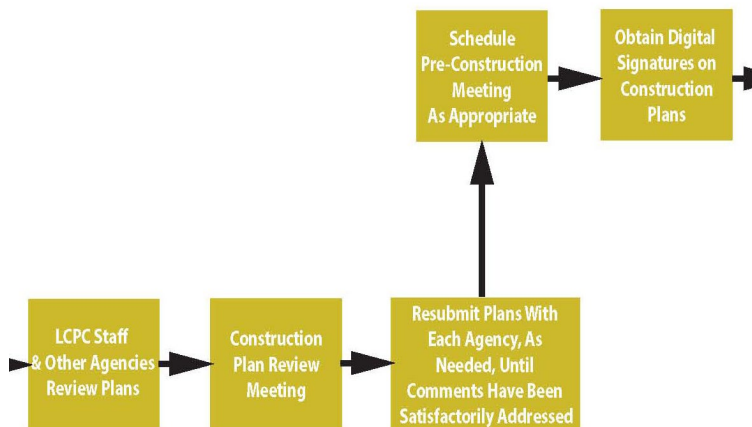 Schedule
Pre-Construction
Meeting
As Appropriate
Obtain Digital
Signatures on
Construction
Plans
LCPC Staff
& Other Agencies
Review Plans
Construction
Plan Review
Meeting
Resubmit Plans With
Each Agency, As
Needed, Until
Comments Have Been
Satisfactorily Addressed